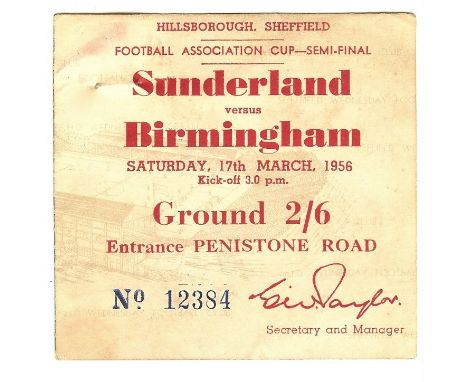 HILLSBOROUGH, SHEFFIELD
FOOTBALL ASSOCIATION CUP—SEMI-FINAL
Sunderland
versus
Birmingham
SATURDAY, 17th MARCH, 1956
Kick-off 3.0 p.m.
Ground 2/6
Entrance PENISTONE ROAD
Nº 12384
Taylor.
Secretary and Manager